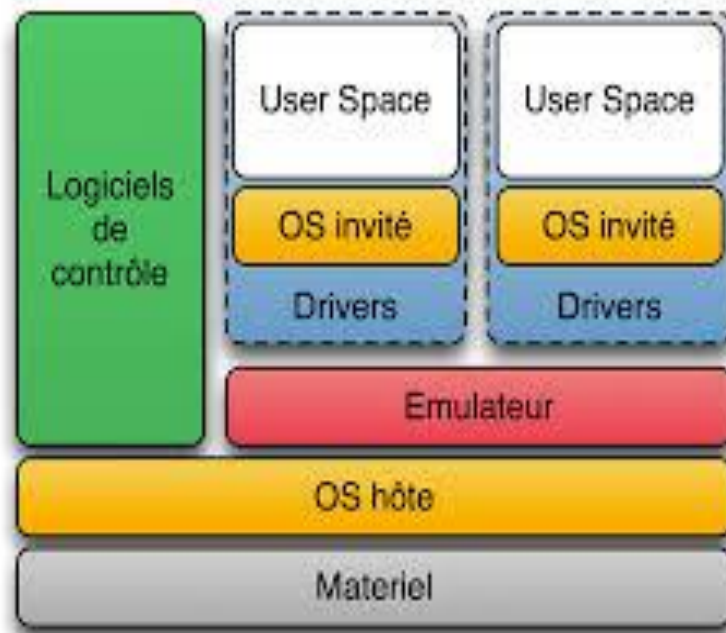 Logiciels
de
contrôle
User Space
OS invité
Drivers
User Space
OS invité
Drivers
Emulateur
OS hôte
Materiel